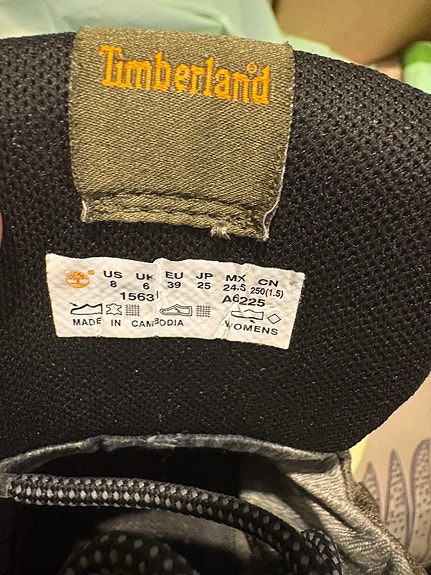 Timberland
US UK EU JP MX CN
8 6 39 25 24.5 250(1.5)
1563 A6225
MADE IN CAMBODIA WOMENS